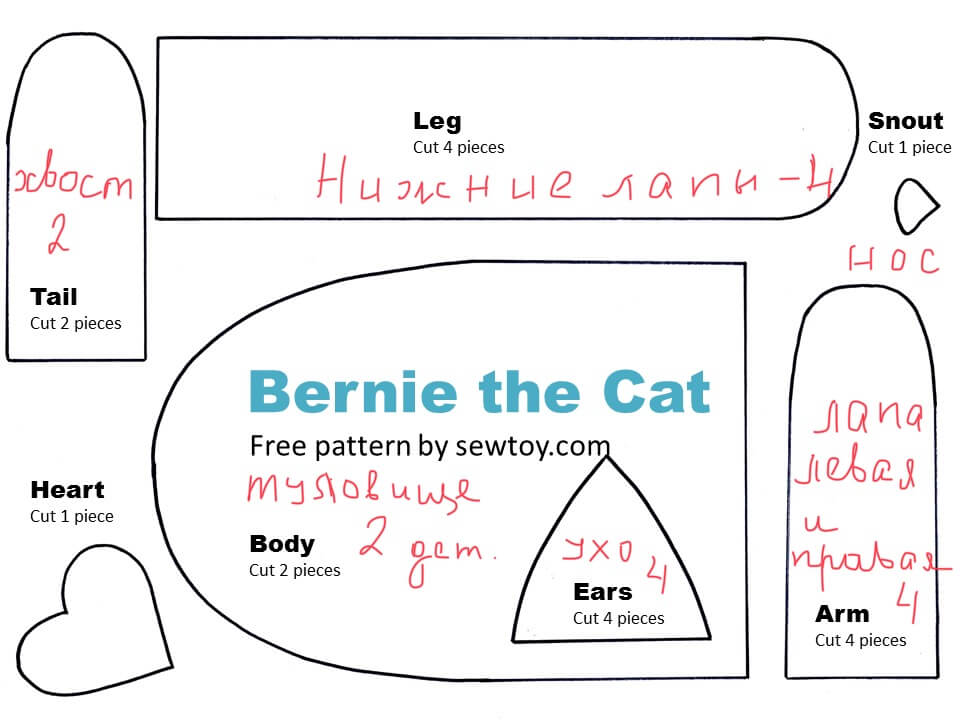 Leg
Cut 4 pieces
Нижние лапы - 4
Snout
Cut 1 piece
нос
хвост
2
Tail
Cut 2 pieces
Bernie the Cat
Free pattern by sewtoy.com
туловище
2 дет.
Body
Cut 2 pieces
ухо 4
Ears
Cut 4 pieces
лапа
левая
и
правая
4
Arm
Cut 4 pieces
Heart
Cut 1 piece